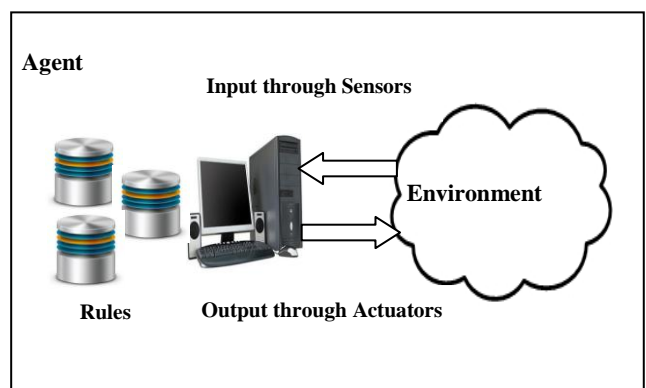 Agent
Input through Sensors
Environment
Rules
Output through Actuators